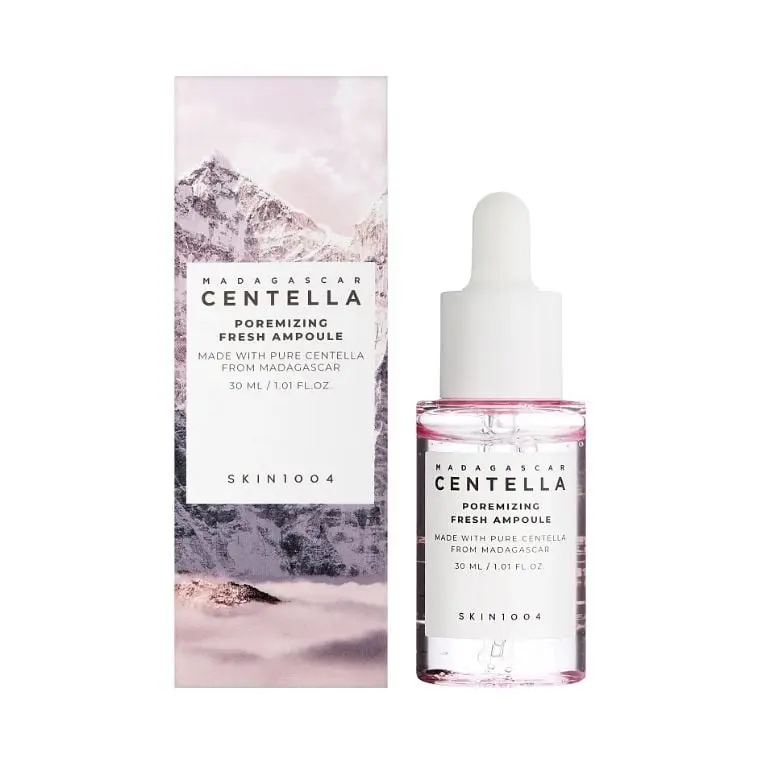 MADAGASCAR
CENTELLA
POREMIZING
FRESH AMPOULE
MADE WITH PURE CENTELLA
FROM MADAGASCAR
30 ML / 1.01 FL.OZ.
SKIN1004
MADAGASCAR
CENTELLA
POREMIZING
FRESH AMPOULE
MADE WITH PURE CENTELLA
FROM MADAGASCAR
30 ML / 1.01 FL.OZ.
SKIN1004